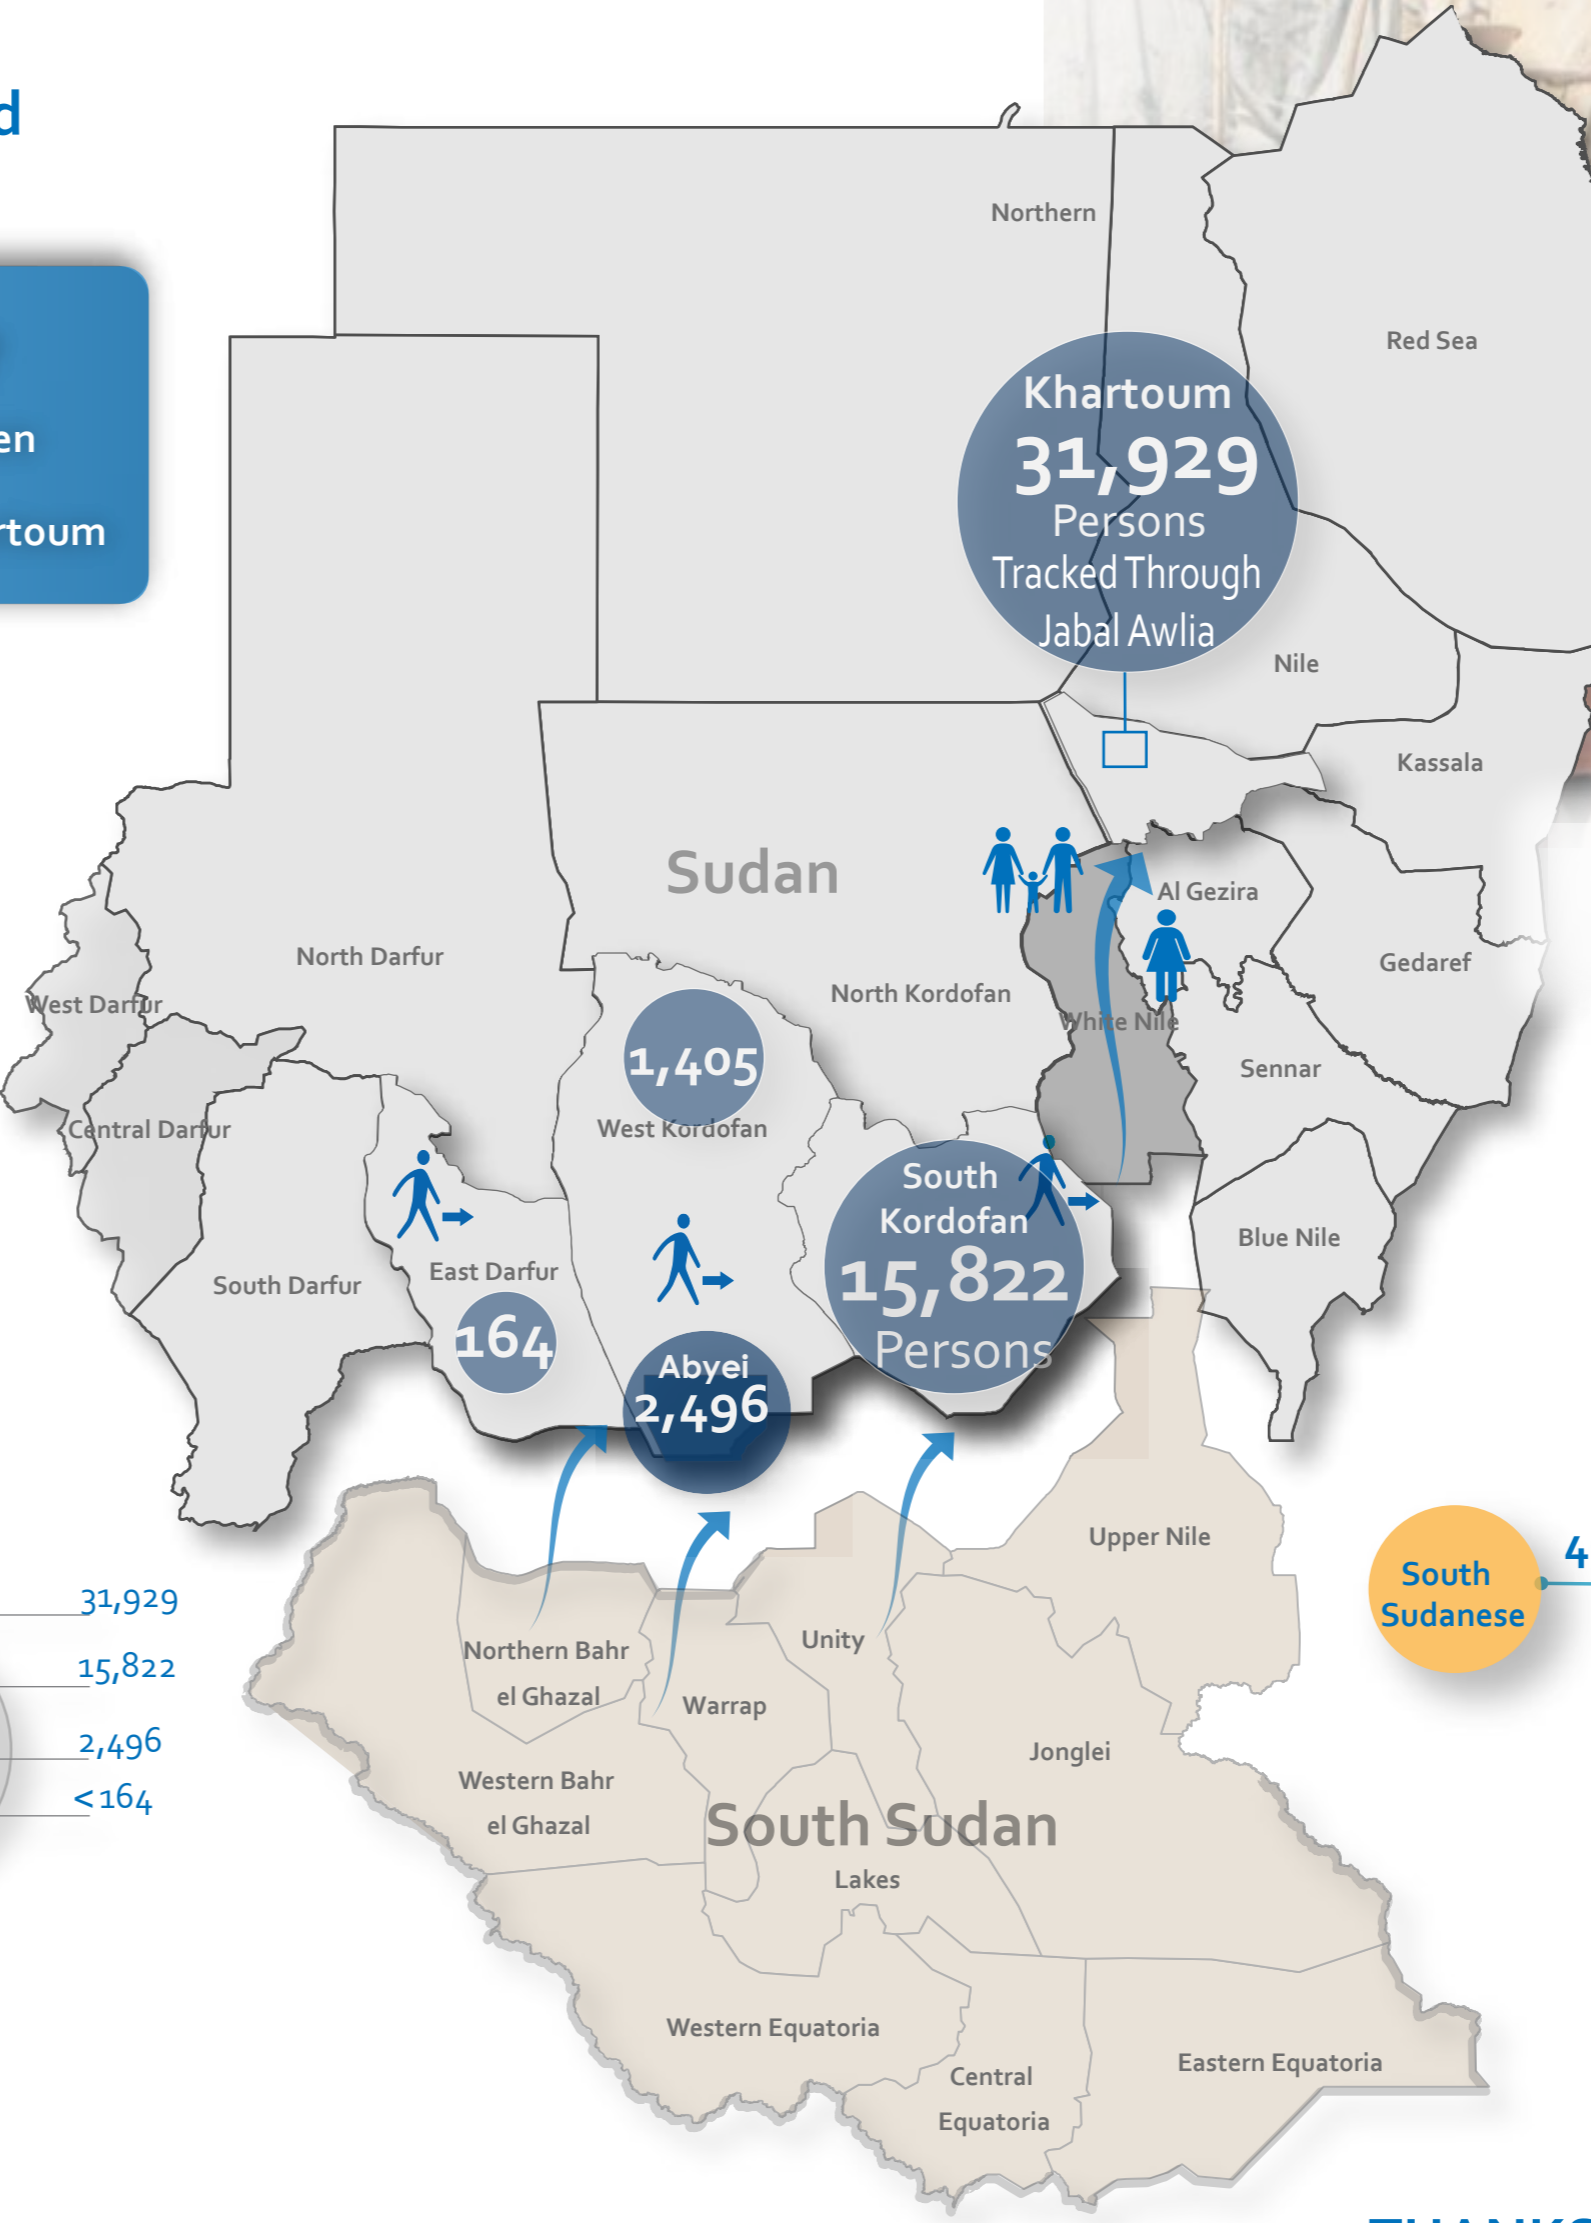 d
en
rtoum
Northern
Red Sea
Khartoum
31,929
Persons
Tracked Through
Jabal Awlia
Nile
Kassala
Sudan
Al Gezira
North Darfur
Gedaref
West Darfur
North Kordofan
White Nile
1,405
Sennar
West Kordofan
Central Darfur
South
Kordofan
15,822
Persons
Blue Nile
South Darfur
East Darfur
164
Abyei
2,496
Upper Nile
4
South
Sudanese
31,929
15,822
2,496
<164
Northern Bahr
el Ghazal
Unity
Warrap
Jonglei
Western Bahr
el Ghazal
South Sudan
Lakes
Western Equatoria
Eastern Equatoria
Central
Equatoria